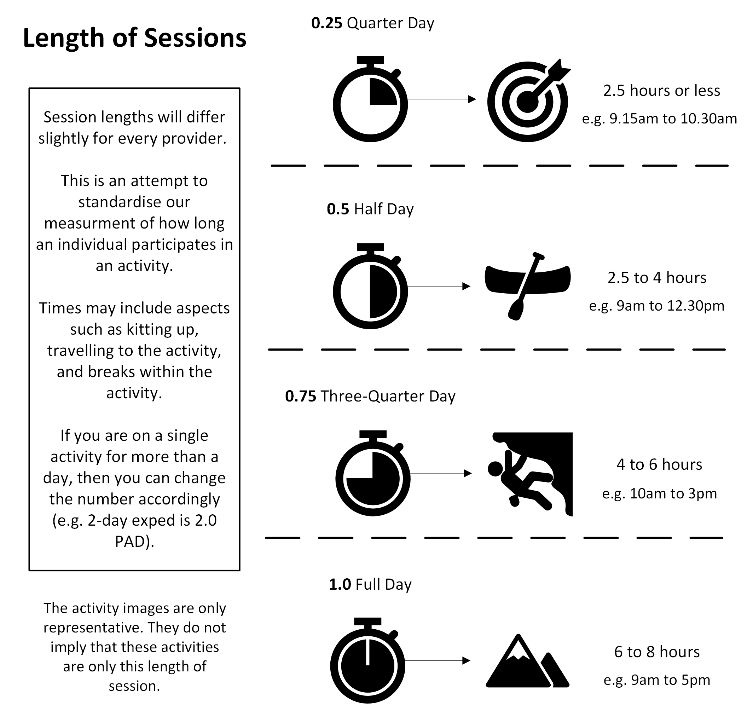 Length of Sessions
Session lengths will differ
slightly for every provider.
This is an attempt to
standardise our
measurment of how long
an individual participates in
an activity.
Times may include aspects
such as kitting up,
travelling to the activity,
and breaks within the
activity.
If you are on a single
activity for more than a
day, then you can change
the number accordingly
(e.g. 2-day exped is 2.0
PAD).
The activity images are only
representative. They do not
imply that these activities
are only this length of
session.
0.25 Quarter Day
2.5 hours or less
e.g. 9.15am to 10.30am
0.5 Half Day
2.5 to 4 hours
e.g. 9am to 12.30pm
0.75 Three-Quarter Day
4 to 6 hours
e.g. 10am to 3pm
1.0 Full Day
6 to 8 hours
e.g. 9am to 5pm